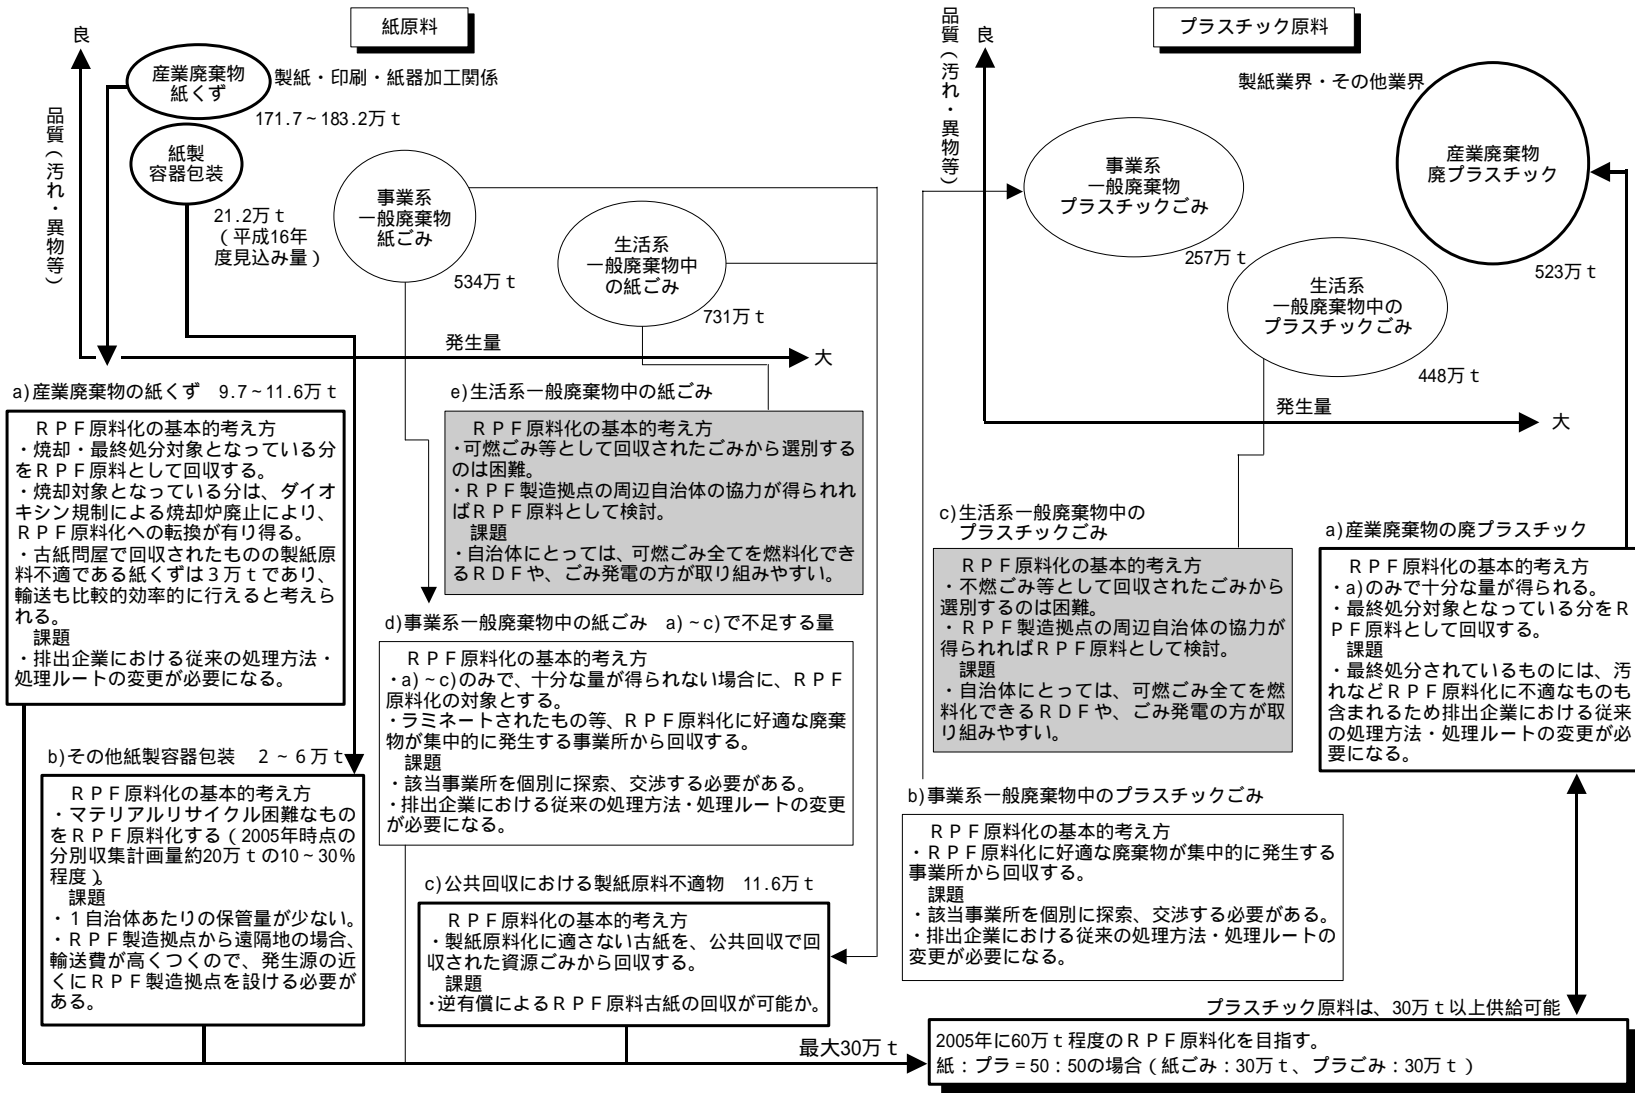 紙原料
良
品質(汚れ・異物等)
産業廃棄物
紙くず
製紙・印刷・紙器加工関係
171.7~183.2万t
紙製
容器包装
21.2万t
(平成16年
度見込み量)
事業系
一般廃棄物
紙ごみ
534万t
生活系
一般廃棄物中
の紙ごみ
731万t
発生量
大
a)産業廃棄物の紙くず 9.7~11.6万t
RPF原料化の基本的考え方
・焼却・最終処分対象となっている分
をRPF原料として回収する。
・焼却対象となっている分は、ダイオ
キシン規制による焼却炉廃止により、
RPF原料化への転換が有り得る。
・古紙問屋で回収されたものの製紙原
料不適である紙くずは3万tであり、
輸送も比較的効率的に行えると考えら
れる。
課題
・排出企業における従来の処理方法・
処理ルートの変更が必要になる。
b)その他紙製容器包装 2~6万t
RPF原料化の基本的考え方
・マテリアルリサイクル困難なもの
をRPF原料化する(2005年時点の
分別収集計画量約20万tの10~30%
程度)。
課題
・1自治体あたりの保管量が少ない。
・RPF製造拠点から遠隔地の場合、
輸送費が高くつくので、発生源の近
くにRPF製造拠点を設ける必要が
ある。
e)生活系一般廃棄物中の紙ごみ
RPF原料化の基本的考え方
・可燃ごみ等として回収されたごみから選別する
のは困難。
・RPF製造拠点の周辺自治体の協力が得られれ
ばRPF原料として検討。
課題
・自治体にとっては、可燃ごみ全てを燃料化でき
るRDFや、ごみ発電の方が取り組みやすい。
d)事業系一般廃棄物中の紙ごみ a)~c)で不足する量
RPF原料化の基本的考え方
・a)~c)のみで、十分な量が得られない場合に、RPF
原料化の対象とする。
・ラミネートされたもの等、RPF原料化に好適な廃棄
物が集中的に発生する事業所から回収する。
課題
・該当事業所を個別に探索、交渉する必要がある。
・排出企業における従来の処理方法・処理ルートの変更
が必要になる。
c)公共回収における製紙原料不適物 11.6万t
RPF原料化の基本的考え方
・製紙原料化に適さない古紙を、公共回収で回
収された資源ごみから回収する。
課題
・逆有償によるRPF原料古紙の回収が可能か。
最大30万t
プラスチック原料
品質(汚れ・異物等)
良
製紙業界・その他業界
産業廃棄物
廃プラスチック
523万t
事業系
一般廃棄物
プラスチックごみ
257万t
生活系
一般廃棄物中の
プラスチックごみ
448万t
発生量
大
c)生活系一般廃棄物中の
プラスチックごみ
RPF原料化の基本的考え方
・不燃ごみ等として回収されたごみから
選別するのは困難。
・RPF製造拠点の周辺自治体の協力が
得られればRPF原料として検討。
課題
・自治体にとっては、可燃ごみ全てを燃
料化できるRDFや、ごみ発電の方が取
り組みやすい。
a)産業廃棄物の廃プラスチック
RPF原料化の基本的考え方
・a)のみで十分な量が得られる。
・最終処分対象となっている分をR
PF原料として回収する。
課題
・最終処分されているものには、汚
れなどRPF原料化に不適なものも
含まれるため排出企業における従来
の処理方法・処理ルートの変更が必
要になる。
b)事業系一般廃棄物中のプラスチックごみ
RPF原料化の基本的考え方
・RPF原料化に好適な廃棄物が集中的に発生する
事業所から回収する。
課題
・該当事業所を個別に探索、交渉する必要がある。
・排出企業における従来の処理方法・処理ルートの
変更が必要になる。
プラスチック原料は、30万t以上供給可能
2005年に60万t程度のRPF原料化を目指す。
紙:プラ=50:50の場合(紙ごみ:30万t、プラごみ:30万t)